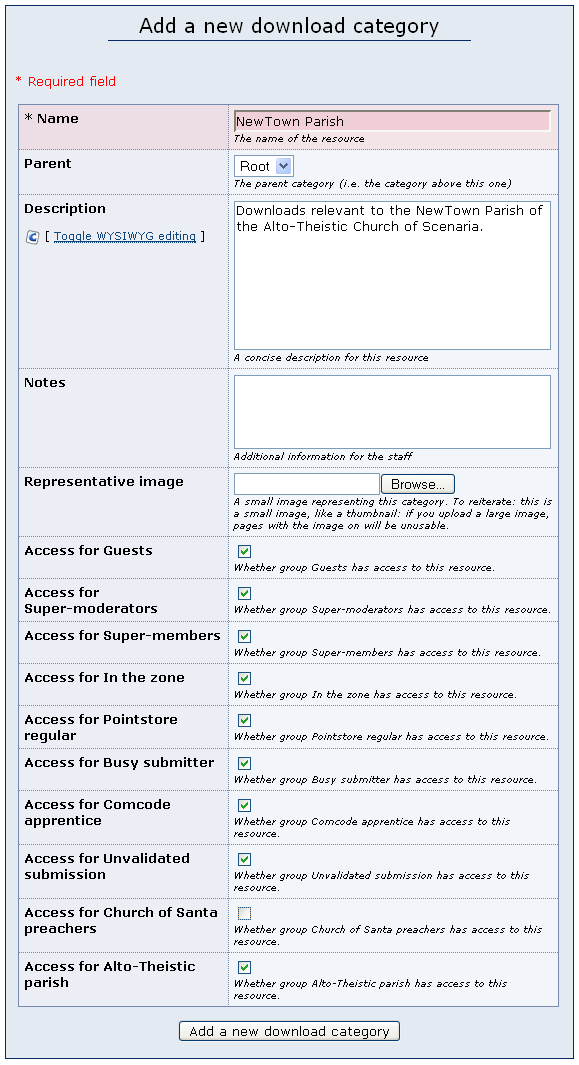 Add a new download category
* Required field
* Name
NewTown Parish
The name of the resource
Parent
Root
The parent category (i.e. the category above this one)
Description
[ Toggle WYSIWYG editing ]
Downloads relevant to the NewTown Parish of
the Alto-Theistic Church of Scenaria.
A concise description for this resource
Notes
Additional information for the staff
Representative image
Browse...
A small image representing this category. To reiterate: this is
a small image, like a thumbnail: if you upload a large image,
pages with the image on will be unusable.
Access for Guests
Whether group Guests has access to this resource.
Access for
Super-moderators
Whether group Super-moderators has access to this resource.
Access for Super-members
Whether group Super-members has access to this resource.
Access for In the zone
Whether group In the zone has access to this resource.
Access for Pointstore
regular
Whether group Pointstore regular has access to this resource.
Access for Busy submitter
Whether group Busy submitter has access to this resource.
Access for Comcode
apprentice
Whether group Comcode apprentice has access to this
resource.
Access for Unvalidated
submission
Whether group Unvalidated submission has access to this
resource.
Access for Church of Santa
preachers
Whether group Church of Santa preachers has access to this
resource.
Access for Alto-Theistic
parish
Whether group Alto-Theistic parish has access to this
resource.
Add a new download category